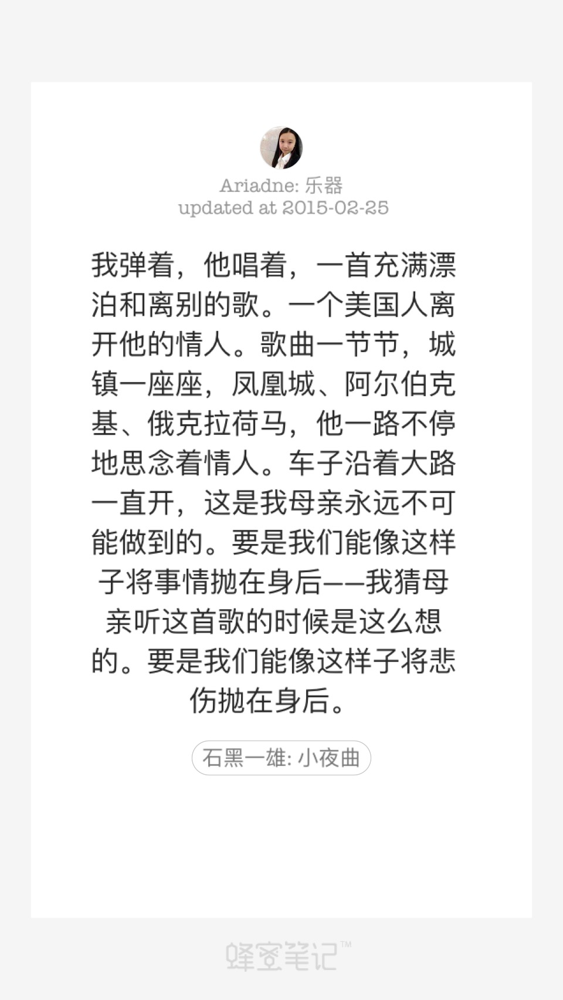 Ariadne: 乐器
updated at 2015-02-25
我弹着，他唱着，一首充满漂
泊和离别的歌。一个美国人离
开他的情人。歌曲一节节，城
镇一座座，凤凰城、阿尔伯克
基、俄克拉荷马，他一路不停
地思念着情人。车子沿着大路
一直开，这是我母亲永远不可
能做到的。要是我们能像这样
子将事情抛在身后——我猜母
亲听这首歌的时候是这么想
的。要是我们能像这样子将悲
伤抛在身后。
石黑一雄: 小夜曲
蜂蜜笔记™